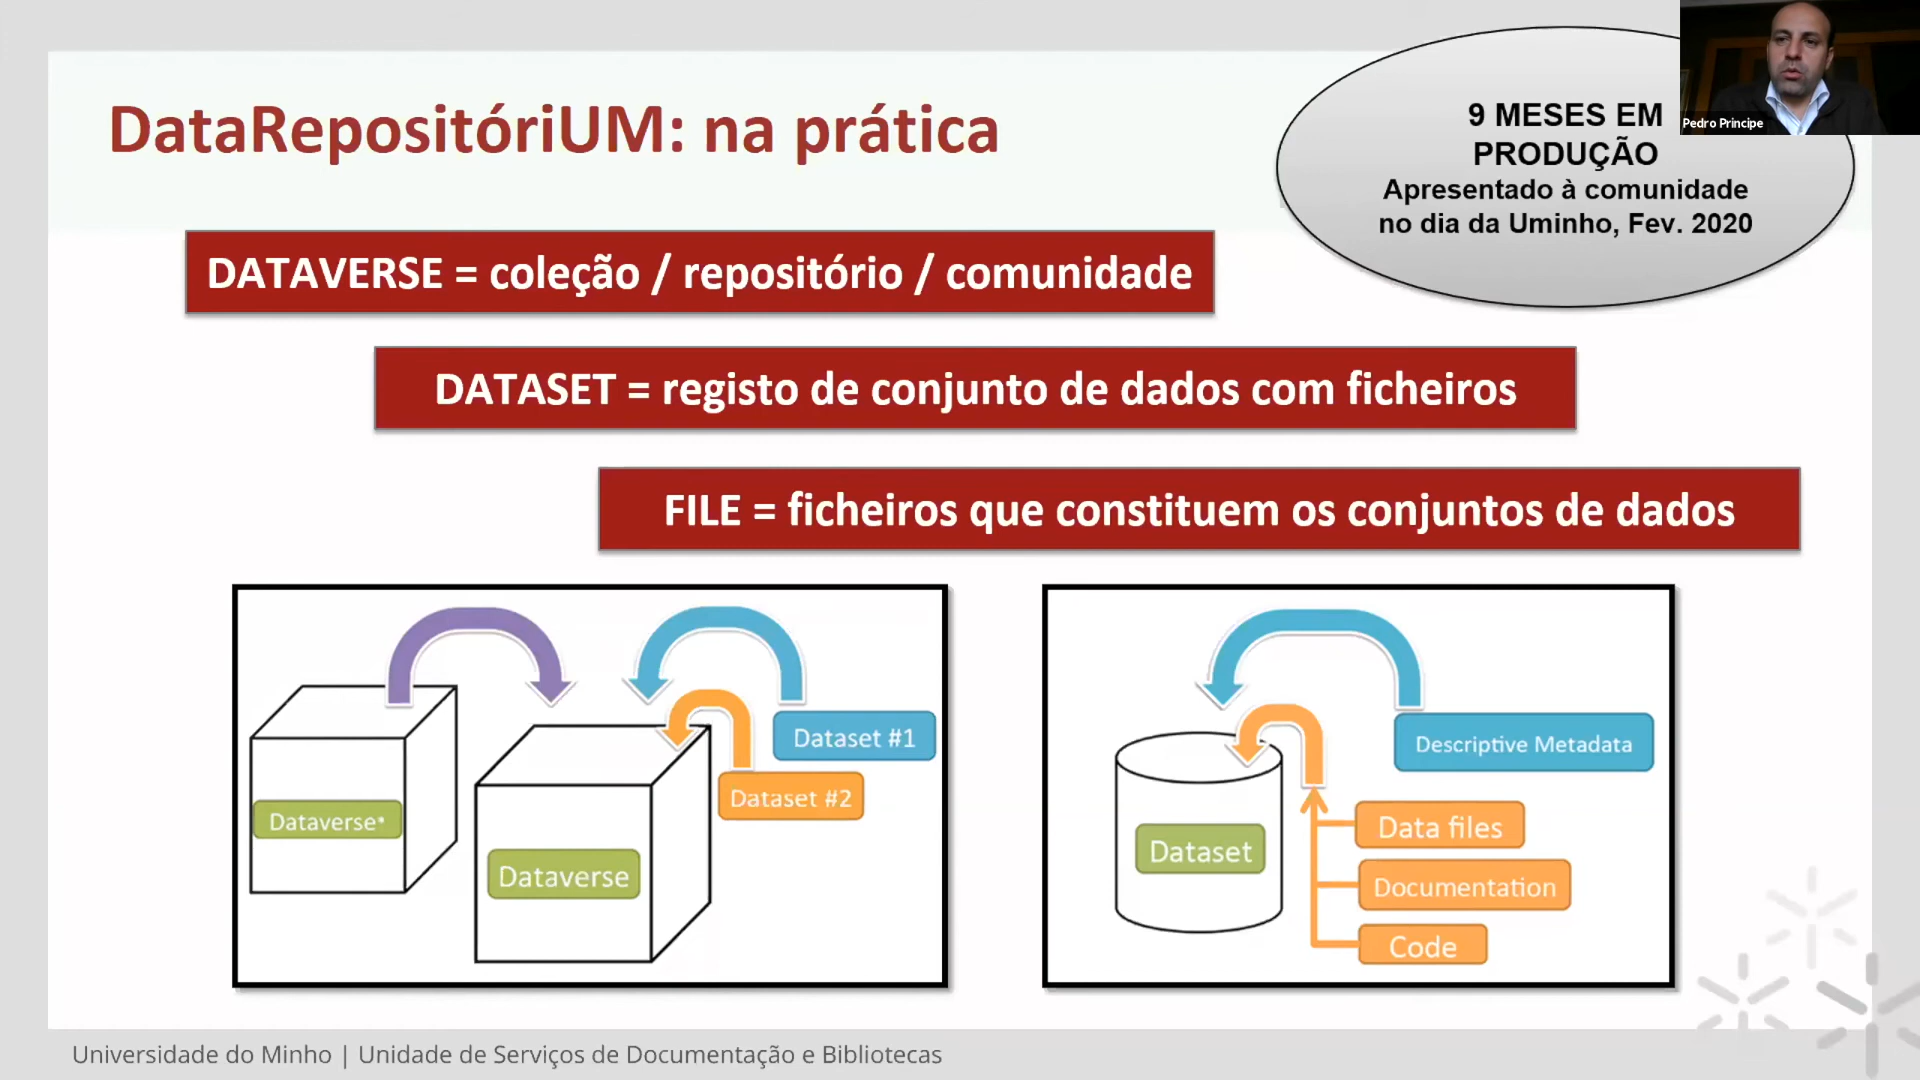 DataRepositóriUM: na prática
9 MESES EM
PRODUÇÃO
Apresentado à comunidade
no dia da Uminho, Fev. 2020
Pedro Principe
DATAVERSE = coleção / repositório / comunidade
DATASET = registo de conjunto de dados com ficheiros
FILE = ficheiros que constituem os conjuntos de dados
Dataset #1
Dataset #2
Dataverse*
Dataverse
Descriptive Metadata
Data files
Dataset
Documentation
Code
Universidade do Minho | Unidade de Serviços de Documentação e Bibliotecas